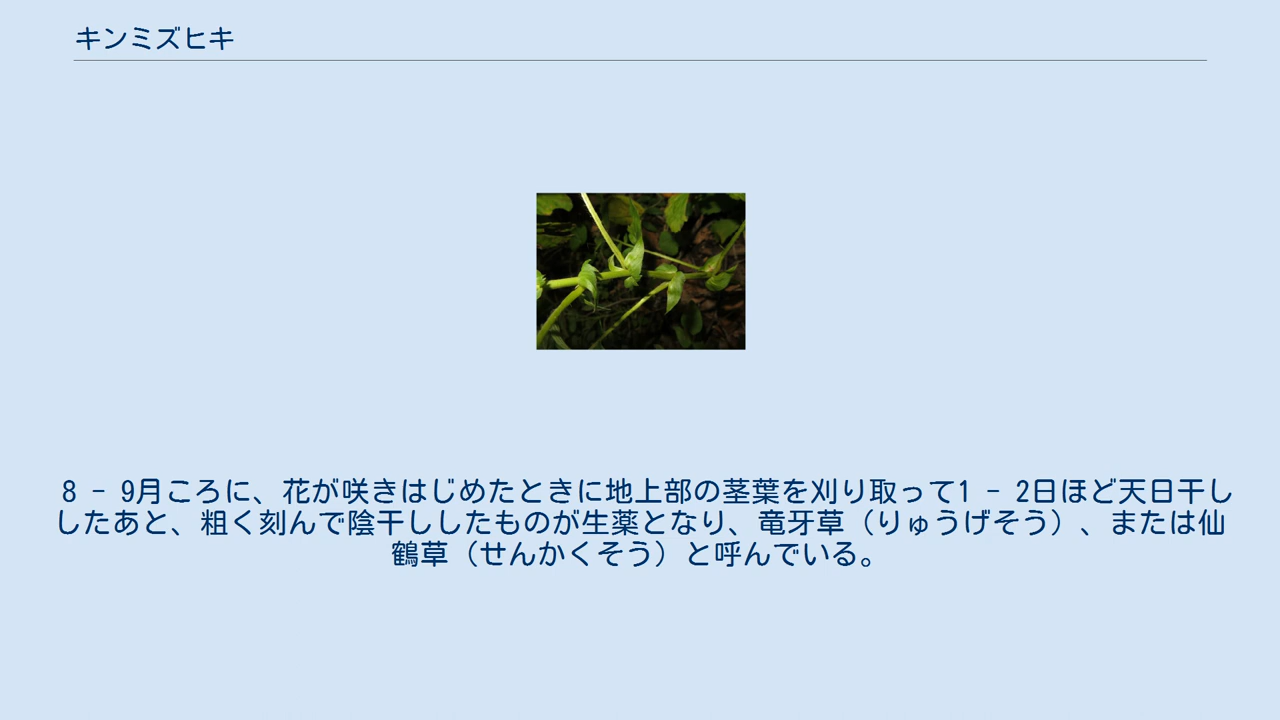 キンミズヒキ
8 - 9月ころに、花が咲きはじめたときに地上部の茎葉を刈り取って1 - 2日ほど天日干し
したあと、粗く刻んで陰干ししたものが生薬となり、竜牙草（りゅうげそう）、または仙
鶴草（せんかくそう）と呼んでいる。